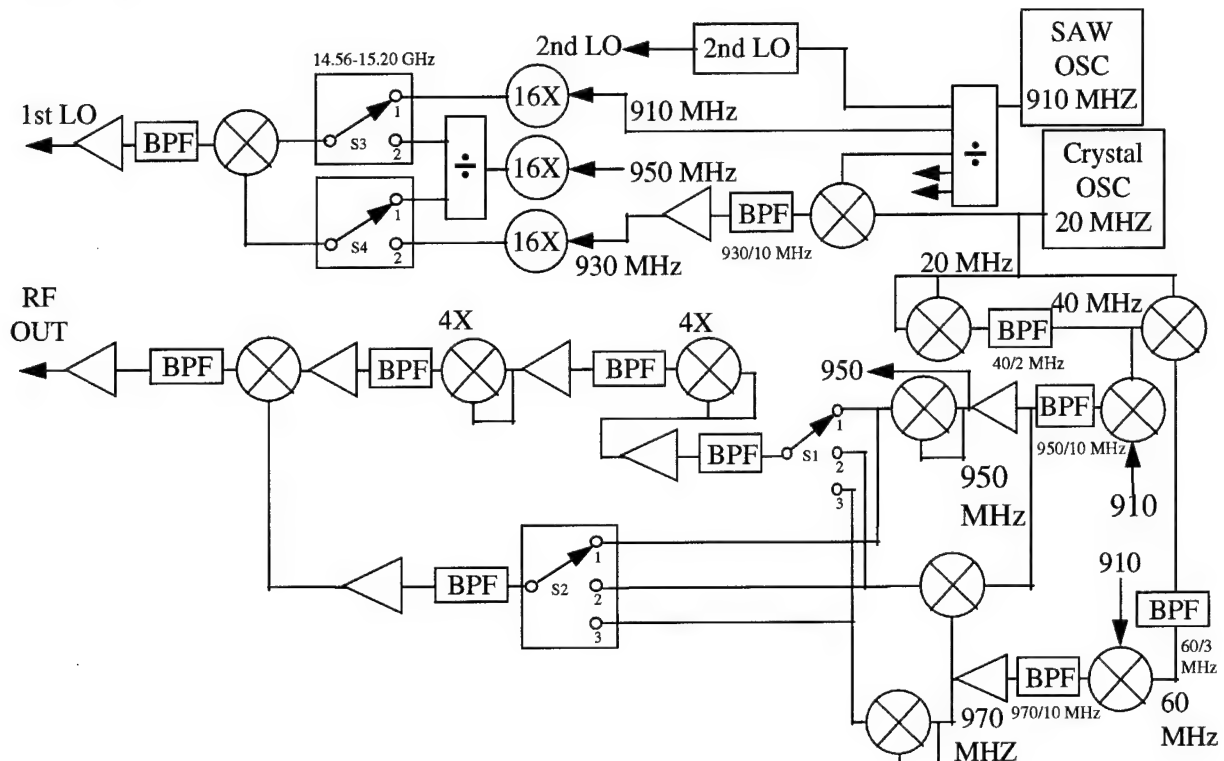 14.56-15.20 GHz
2nd LO
2nd LO
SAW
OSC
910 MHZ
1st LO
BPF
S3
1
2
16X
910 MHz
÷
÷
Crystal
OSC
20 MHZ
16X
950 MHz
S4
1
2
16X
930 MHz
BPF
930/10 MHz
20 MHz
40 MHz
BPF
40/2 MHz
RF
OUT
BPF
BPF
4X
BPF
4X
950
BPF
S1
1
2
3
950
MHz
BPF
950/10 MHz
910
BPF
S2
1
2
3
910
BPF
60/3
MHz
BPF
970/10 MHz
970
MHZ
60
MHz